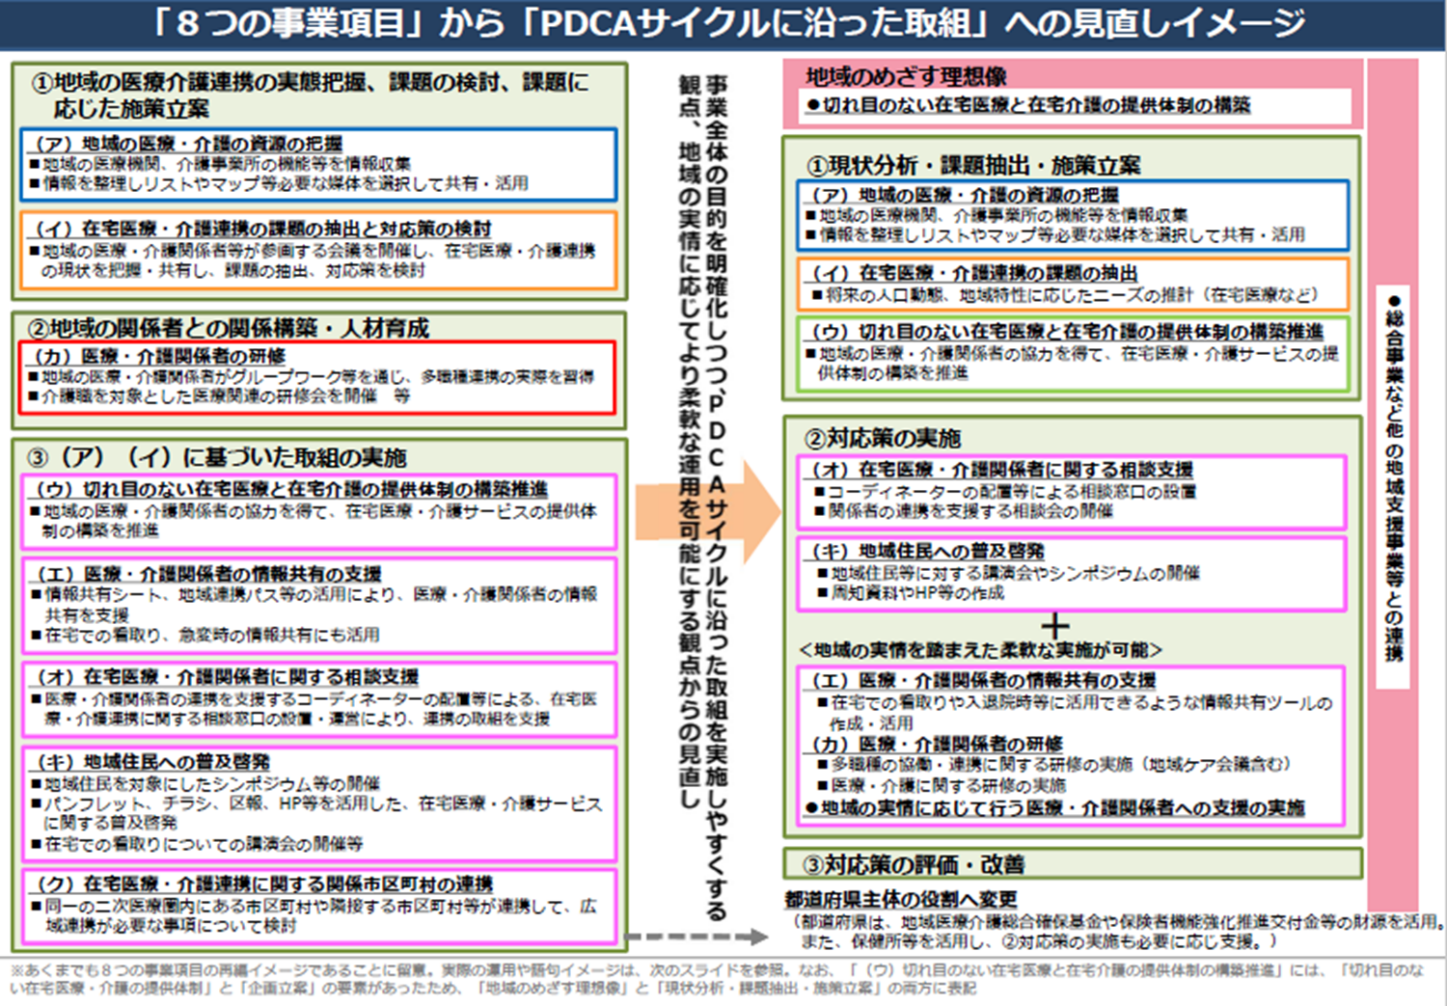 「８つの事業項目」から「PDCAサイクルに沿った取組」への見直しイメージ
①地域の医療介護連携の実態把握、課題の検討、課題に
応じた施策立案
（ア）地域の医療・介護の資源の把握
■地域の医療機関、介護事業所の機能等を情報収集
■情報を整理しリストやマップ等必要な媒体を選択して共有・活用
（イ）在宅医療・介護連携の課題の抽出と対応策の検討
■地域の医療・介護関係者等が参画する会議を開催し、在宅医療・介護連携
の現状を把握・共有し、課題の抽出、対応策を検討
②地域の関係者との関係構築・人材育成
（カ）医療・介護関係者の研修
■地域の医療・介護関係者がグループワーク等を通じ、多職種連携の実際を習得
■介護職を対象とした医療関連の研修会を開催　等
③（ア）（イ）に基づいた取組の実施
（ウ）切れ目のない在宅医療と在宅介護の提供体制の構築推進
■地域の医療・介護関係者の協力を得て、在宅医療・介護サービスの提供体
制の構築を推進
（エ）医療・介護関係者の情報共有の支援
■情報共有シート、地域連携パス等の活用により、医療・介護関係者の情報
共有を支援
■在宅での看取り、急変時の情報共有にも活用
（オ）在宅医療・介護関係者に関する相談支援
■医療・介護関係者の連携を支援するコーディネーターの配置等による、在宅医
療・介護連携に関する相談窓口の設置・運営により、連携の取組を支援
（キ）地域住民への普及啓発
■地域住民を対象にしたシンポジウム等の開催
■パンフレット、チラシ、区報、HP等を活用した、在宅医療・介護サービス
に関する普及啓発
■在宅での看取りについての講演会の開催等
（ク）在宅医療・介護連携に関する関係市区町村の連携
■同一の二次医療圏内にある市区町村や隣接する市区町村等が連携して、広
域連携が必要な事項について検討
事業全体の目的を明確化しつつ、PDCAサイクルに沿った取組を実施しやすくする
観点、地域の実情に応じてより柔軟な運用を可能にする観点からの見直し
地域のめざす理想像
●切れ目のない在宅医療と在宅介護の提供体制の構築
①現状分析・課題抽出・施策立案
（ア）地域の医療・介護の資源の把握
■地域の医療機関、介護事業所の機能等を情報収集
■情報を整理しリストやマップ等必要な媒体を選択して共有・活用
（イ）在宅医療・介護連携の課題の抽出
■将来の人口動態、地域特性に応じたニーズの推計（在宅医療など）
（ウ）切れ目のない在宅医療と在宅介護の提供体制の構築推進
■地域の医療・介護関係者の協力を得て、在宅医療・介護サービスの提
供体制の構築を推進
②対応策の実施
（オ）在宅医療・介護関係者に関する相談支援
■コーディネーターの配置等による相談窓口の設置
■関係者の連携を支援する相談会の開催
（キ）地域住民への普及啓発
■地域住民等に対する講演会やシンポジウムの開催
■周知資料やHP等の作成
＋
＜地域の実情を踏まえた柔軟な実施が可能＞
（エ）医療・介護関係者の情報共有の支援
■在宅での看取りや入退院時等に活用できるような情報共有ツールの
作成・活用
（カ）医療・介護関係者の研修
■多職種の協働・連携に関する研修の実施（地域ケア会議含む）
■医療・介護に関する研修の実施
●地域の実情に応じて行う医療・介護関係者への支援の実施
③対応策の評価・改善
都道府県主体の役割へ変更
（都道府県は、地域医療介護総合確保基金や保険者機能強化推進交付金等の財源を活用。
また、保健所等を活用し、②対応策の実施も必要に応じ支援。）
●総合事業など他の地域支援事業等との連携
※あくまでも８つの事業項目の再編イメージであることに留意。実際の運用や語句イメージは、次のスライドを参照。なお、「（ウ）切れ目のない在宅医療と在宅介護の提供体制の構築推進」には、「切れ目のな
い在宅医療・介護の提供体制」と「企画立案」の要素があったため、「地域のめざす理想像」と「現状分析・課題抽出・施策立案」の両方に表記